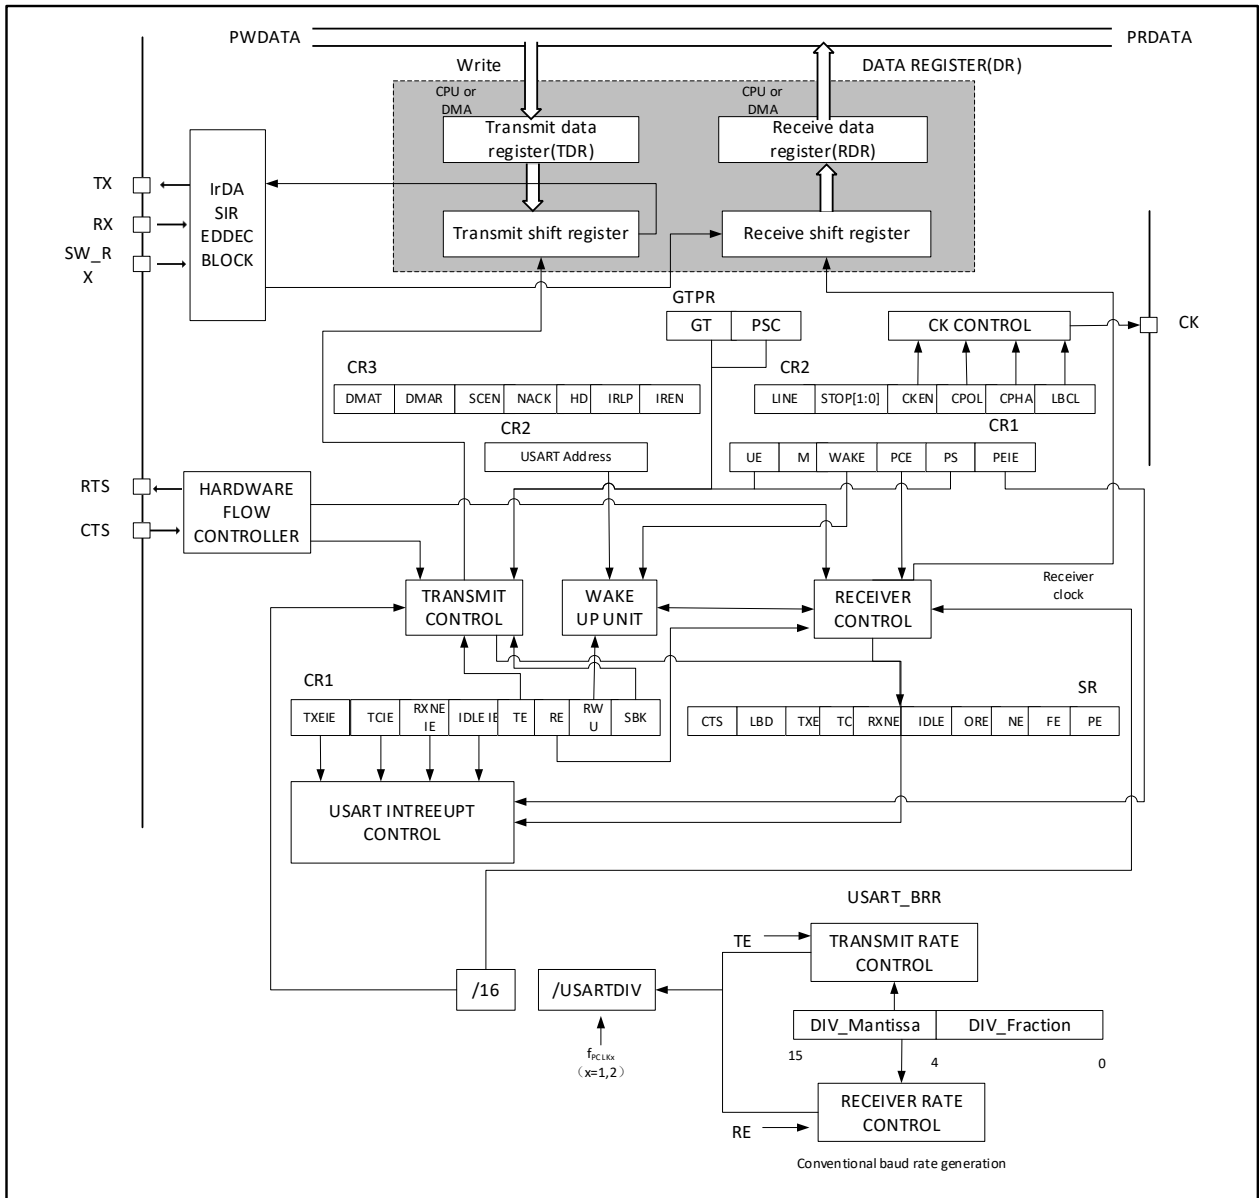 PWDATA
PRDATA
Write
DATA REGISTER(DR)
CPU or
DMA
CPU or
DMA
Transmit data
register(TDR)
Receive data
register(RDR)
TX
RX
SW_R
X
IrDA
SIR
EDDEC
BLOCK
Transmit shift register
Receive shift register
GTPR
GT
PSC
CK CONTROL
CK
CR3
DMAT
DMAR
SCEN
NACK
HD
IRLP
IREN
CR2
LINE
STOP[1:0]
CKEN
CPOL
CPHA
LBCL
CR2
USART Address
CR1
UE
M
WAKE
PCE
PS
PEIE
RTS
CTS
HARDWARE
FLOW
CONTROLLER
TRANSMIT
CONTROL
WAKE
UP UNIT
RECEIVER
CONTROL
Receiver
clock
CR1
TXEIE
TCIE
RXNE
IE
IDLE IE
TE
RE
RW
U
SBK
SR
CTS
LBD
TXE
TC
RXNE
IDLE
ORE
NE
FE
PE
USART INTREEUPT
CONTROL
USART_BRR
TE
TRANSMIT RATE
CONTROL
/16
/USARTDIV
DIV_Mantissa
DIV_Fraction
15
4
0
fPCLKx
（x=1,2）
RECEIVER RATE
CONTROL
RE
Conventional baud rate generation